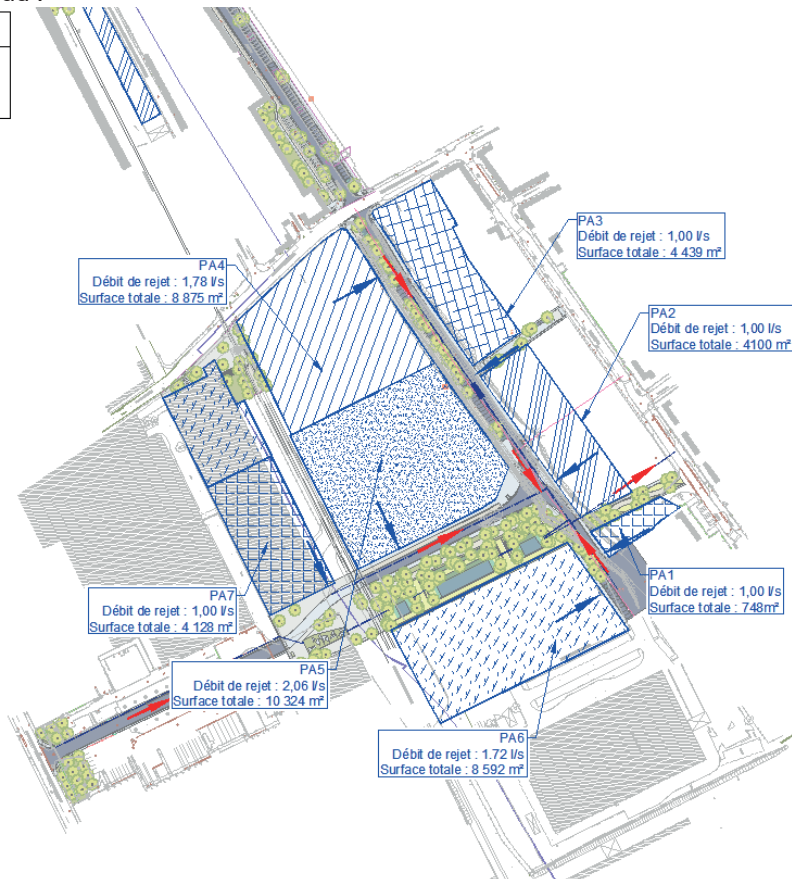 PA3
Débit de rejet : 1,00 l/s
Surface totale : 4 439 m²
PA4
Débit de rejet : 1,78 l/s
Surface totale : 8 875 m²
PA2
Débit de rejet : 1,00 l/s
Surface totale : 4100 m²
PA1
Débit de rejet : 1,00 l/s
Surface totale : 748m²
PA7
Débit de rejet : 1,00 l/s
Surface totale : 4 128 m²
PA5
Débit de rejet : 2,06 l/s
Surface totale : 10 324 m²
PA6
Débit de rejet : 1.72 l/s
Surface totale : 8 592 m²